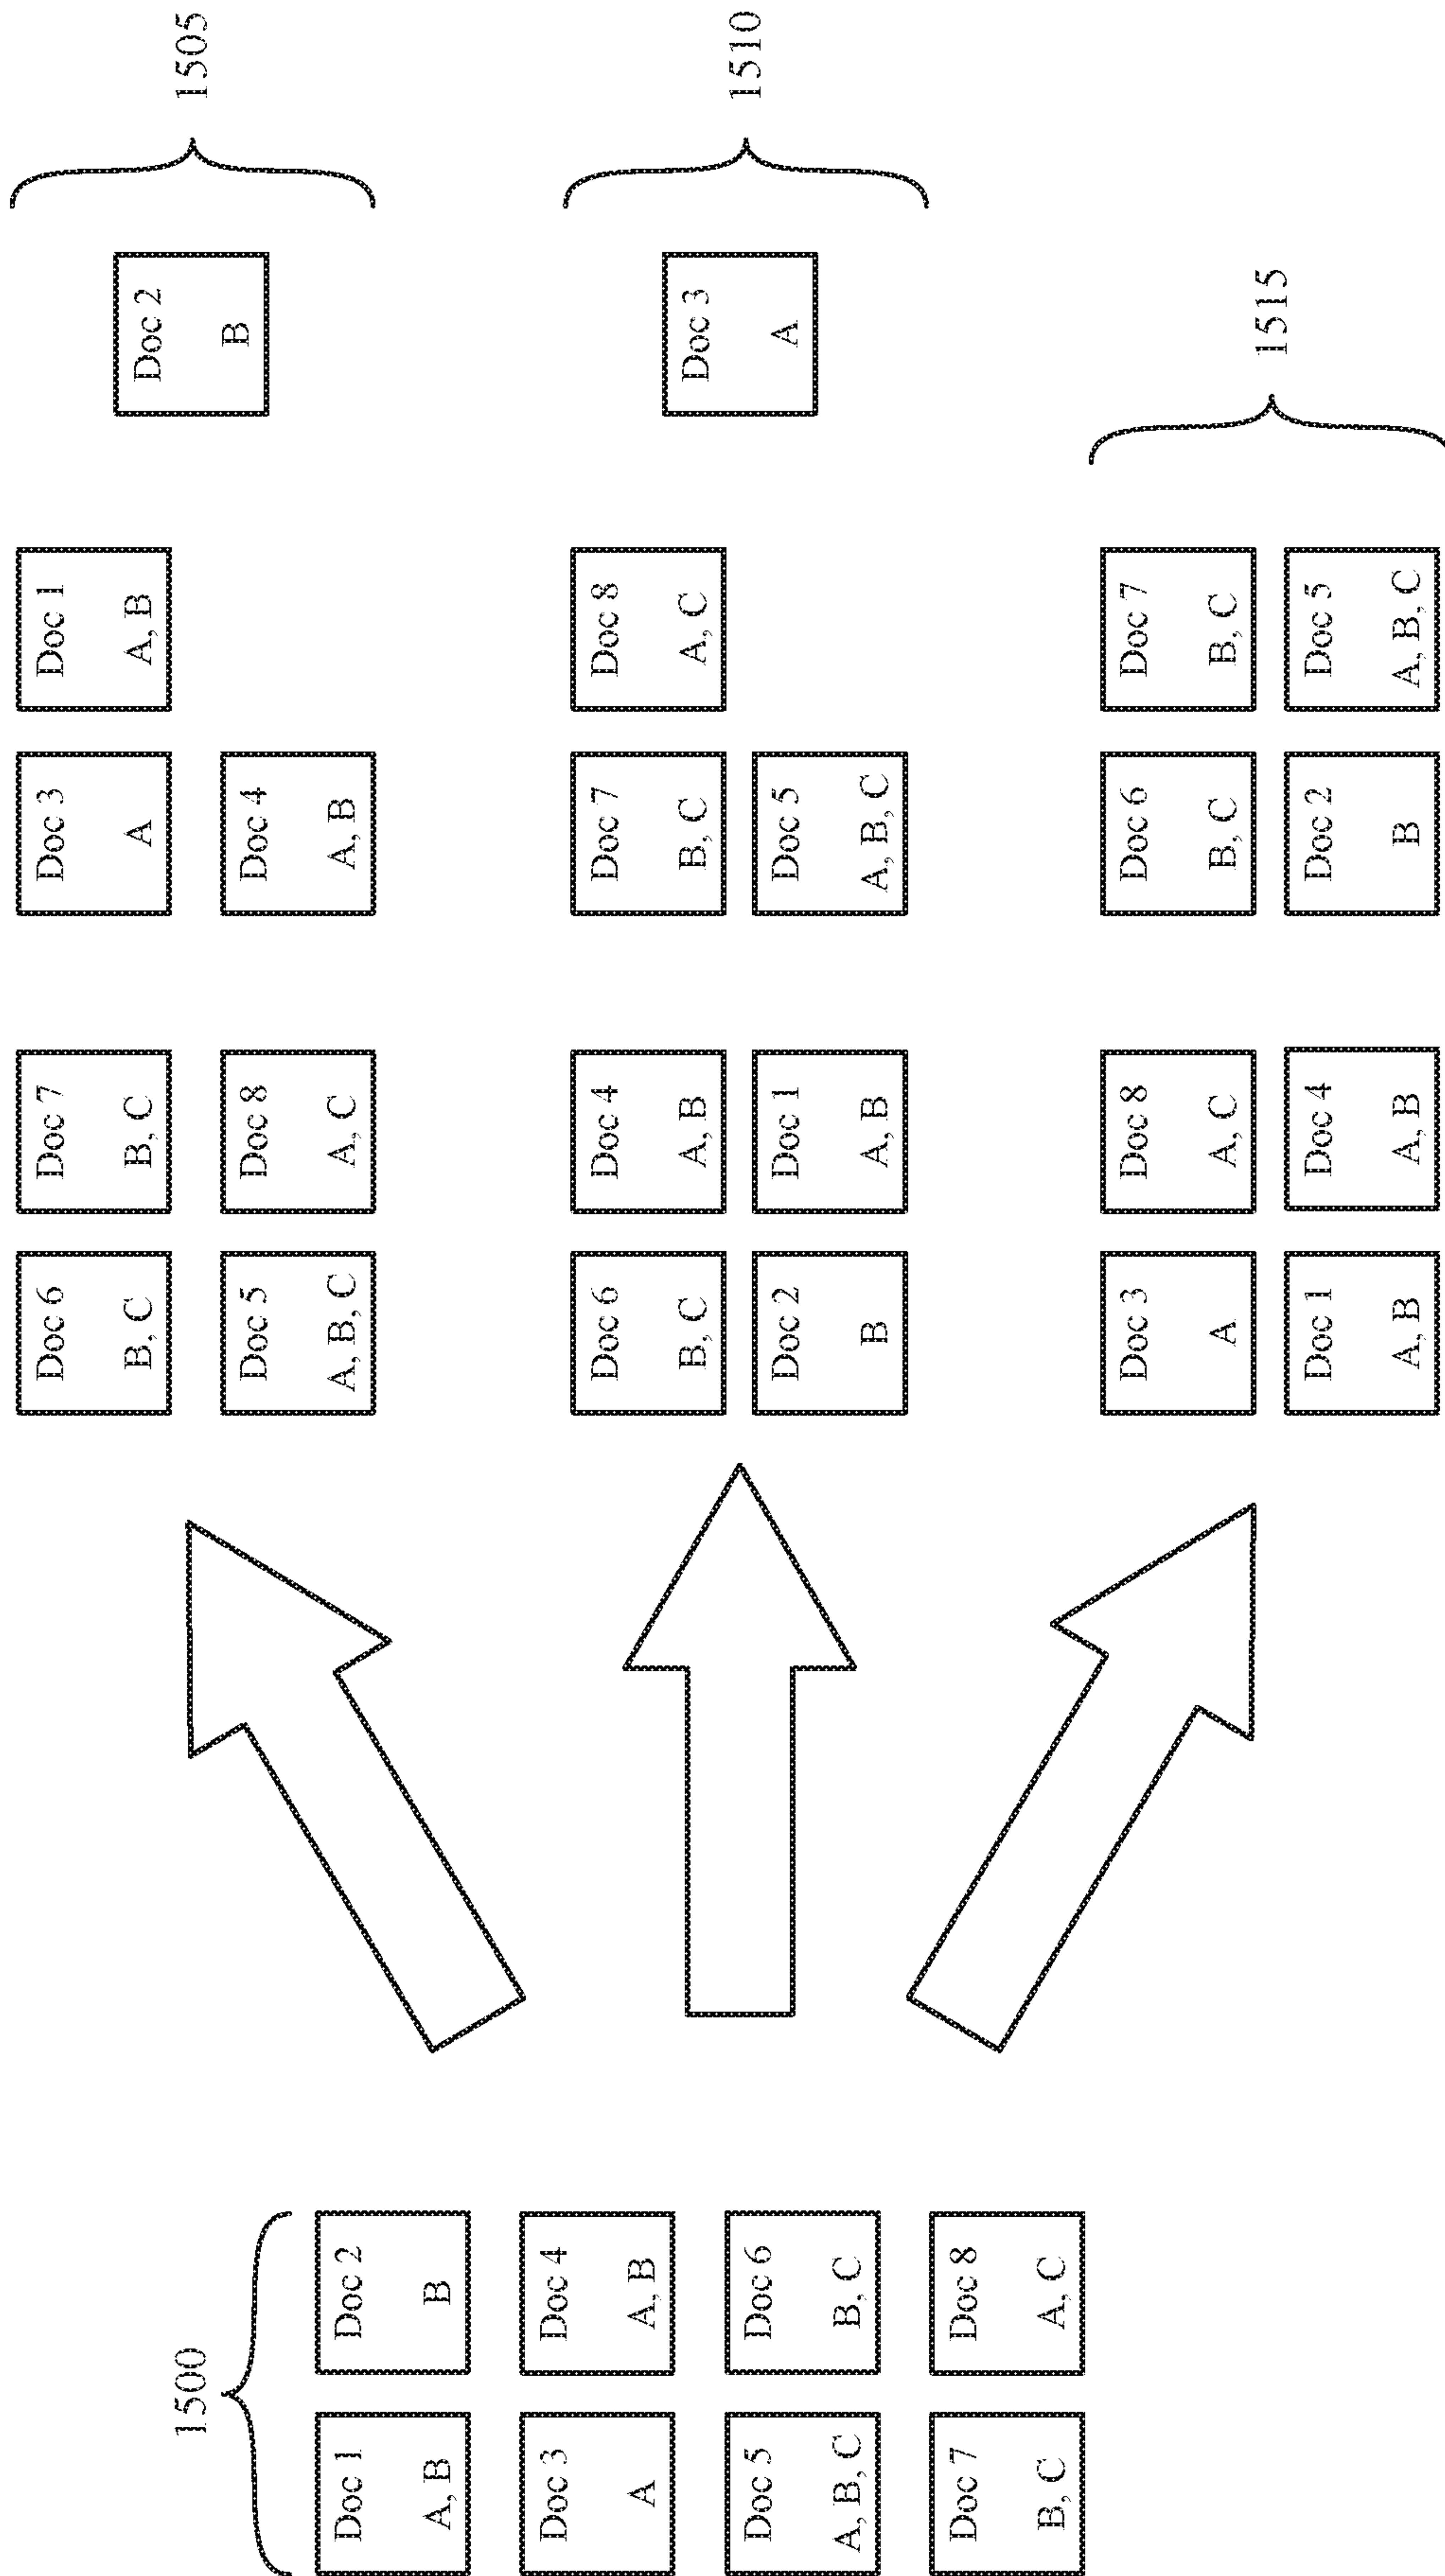 1500
Doc 1
A, B
Doc 2
B
Doc 3
A
Doc 4
A, B
Doc 5
A, B, C
Doc 6
B, C
Doc 7
B, C
Doc 8
A, C
Doc 6
B, C
Doc 7
B, C
Doc 5
A, B, C
Doc 8
A, C
Doc 3
A
Doc 1
A, B
Doc 4
A, B
Doc 2
B
1505
Doc 6
B, C
Doc 4
A, B
Doc 2
B
Doc 1
A, B
Doc 7
B, C
Doc 8
A, C
Doc 5
A, B, C
Doc 3
A
1510
Doc 3
A
Doc 8
A, C
Doc 1
A, B
Doc 4
A, B
Doc 6
B, C
Doc 7
B, C
Doc 2
B
Doc 5
A, B, C
1515